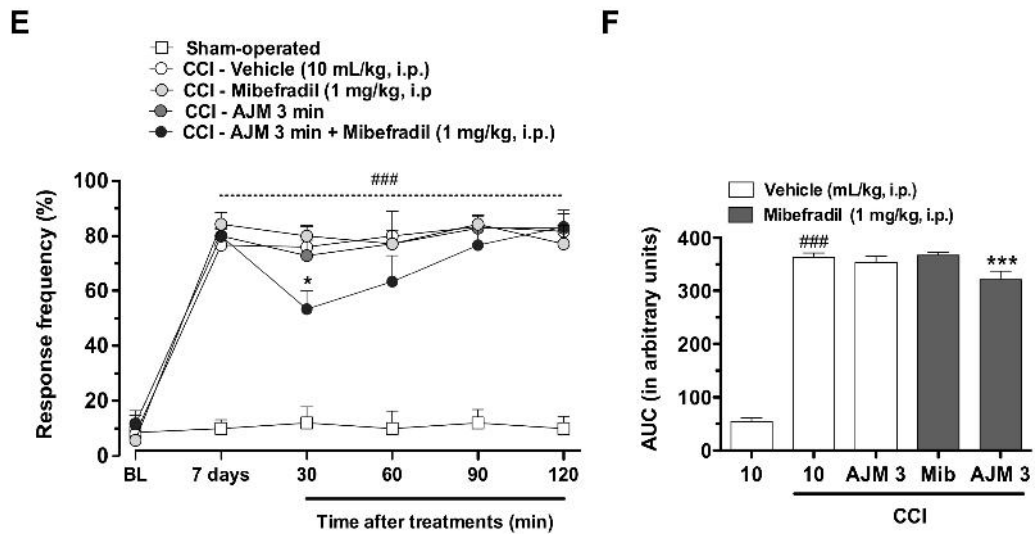 E
Sham-operated
CCI - Vehicle (10 mL/kg, i.p.)
CCI - Mibefradil (1 mg/kg, i.p
CCI - AJM 3 min
CCI - AJM 3 min + Mibefradil (1 mg/kg, i.p.)
Response frequency (%)
100
80
60
40
20
0
###
*
BL 7 days 30 60 90 120
Time after treatments (min)
F
Vehicle (mL/kg, i.p.)
Mibefradil (1 mg/kg, i.p.)
AUC (in arbitrary units)
400
300
200
100
50
0
###
***
10 10 AJM 3 Mib AJM 3
CCI